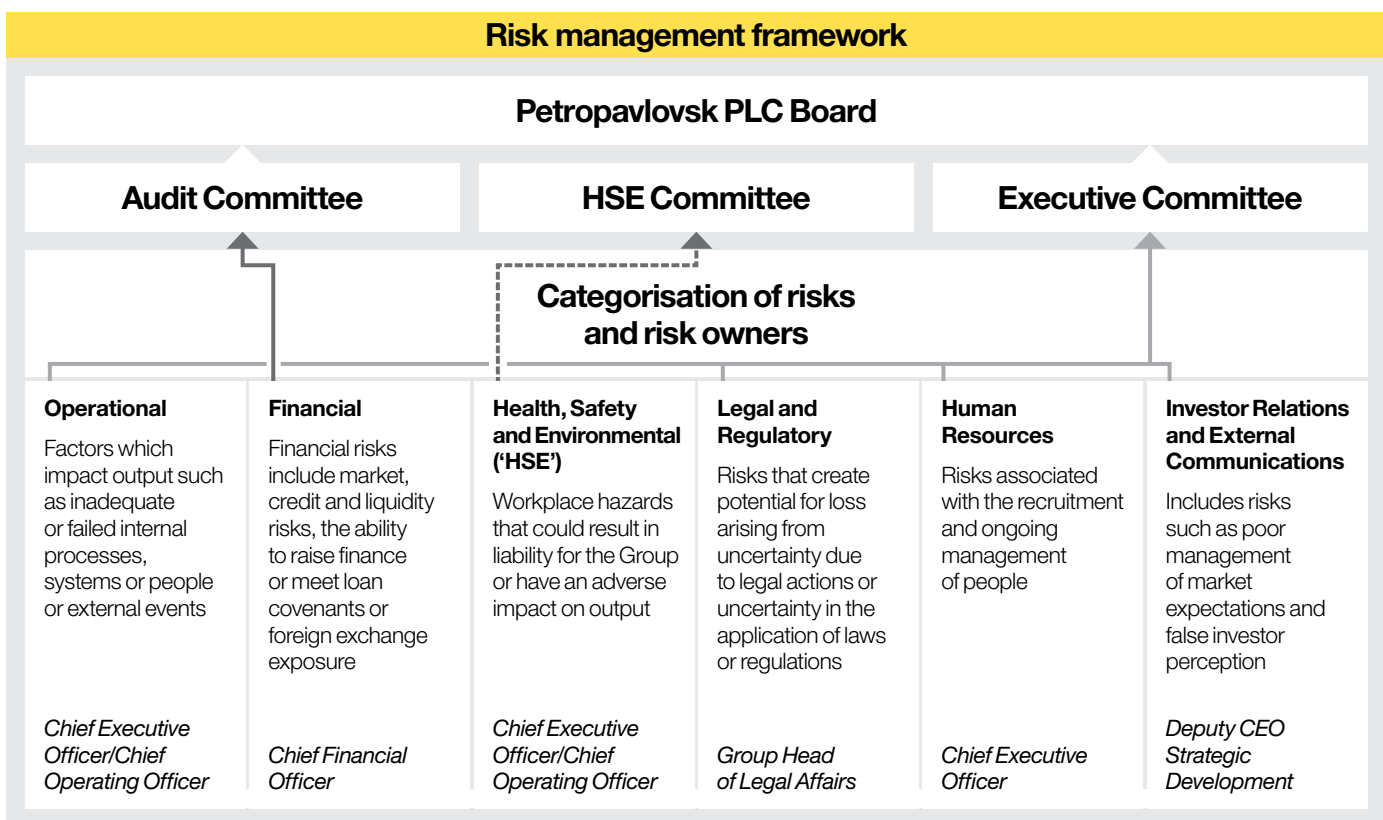 Risk management framework
Petropavlovsk PLC Board
Audit Committee
HSE Committee
Executive Committee
Categorisation of risks
and risk owners
Operational
Factors which
impact output such
as inadequate
or failed internal
processes,
systems or people
or external events
Chief Executive
Officer/Chief
Operating Officer
Financial
Financial risks
include market,
credit and liquidity
risks, the ability
to raise finance
or meet loan
covenants or
foreign exchange
exposure
Chief Financial
Officer
Health, Safety
and Environmental
(‘HSE’)
Workplace hazards
that could result in
liability for the Group
or have an adverse
impact on output
Chief Executive
Officer/Chief
Operating Officer
Legal and
Regulatory
Risks that create
potential for loss
arising from
uncertainty due
to legal actions or
uncertainty in the
application of laws
or regulations
Group Head
of Legal Affairs
Human
Resources
Risks associated
with the recruitment
and ongoing
management
of people
Chief Executive
Officer
Investor Relations
and External
Communications
Includes risks
such as poor
management
of market
expectations and
false investor
perception
Deputy CEO
Strategic
Development